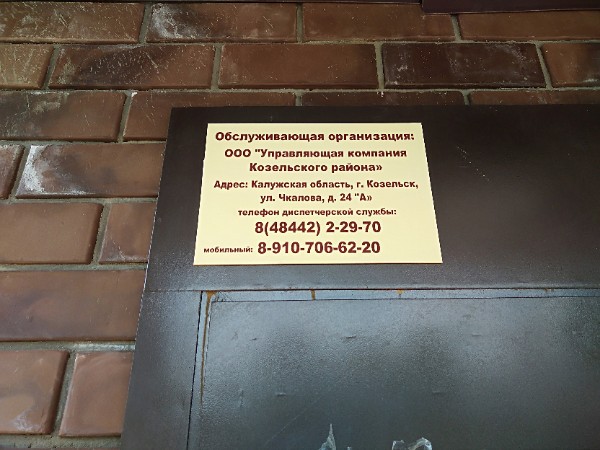 Обслуживающая организация:
ООО "Управляющая компания
Козельского района»
Адрес: Калужская область, г. Козельск,
ул. Чкалова, д. 24 "А»
телефон диспетчерской службы:
8(48442) 2-29-70
мобильный: 8-910-706-62-20